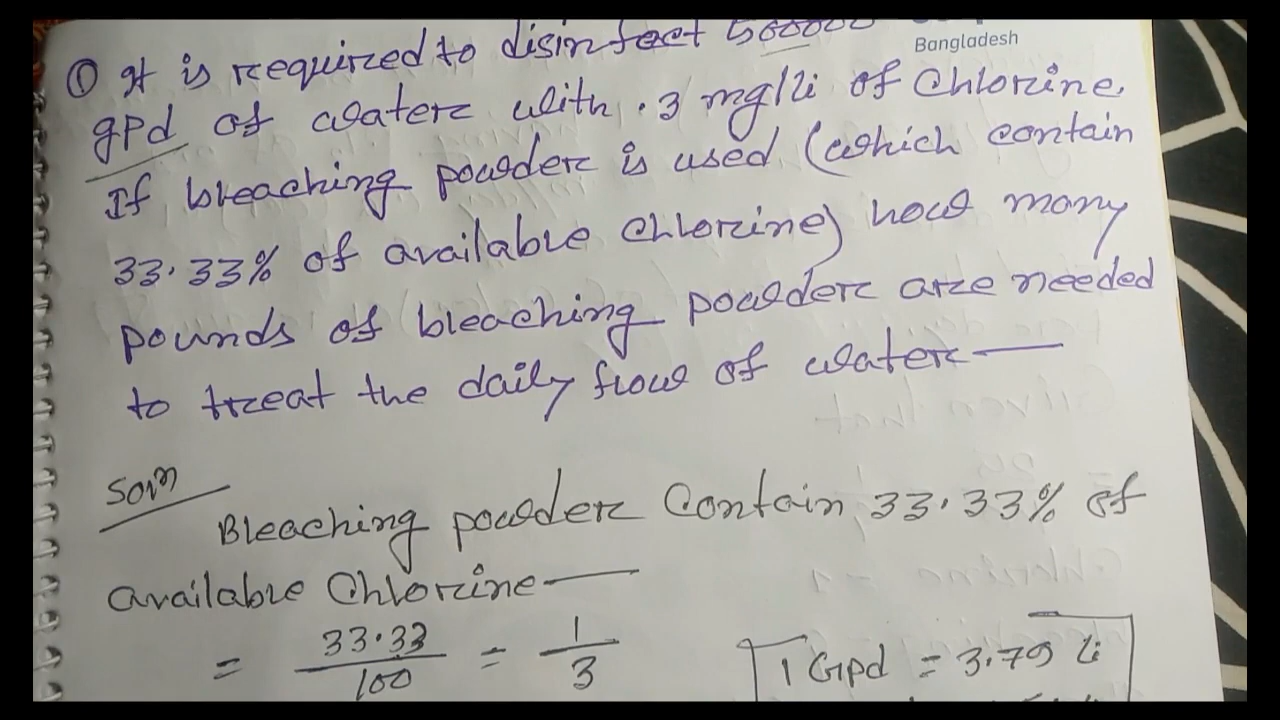 ① It is required to disinfect 500000
Bangladesh
gpd of water with .3 mg/li of Chlorine.
If bleaching powder is used (which contain
33.33% of available chlorine) how many
pounds of bleaching powder are needed
to treat the daily flow of water—
Soln
Bleaching powder Contain 33.33% of
available Chlorine—
= 33.33/100 = 1/3
1 Gpd = 3.79 li